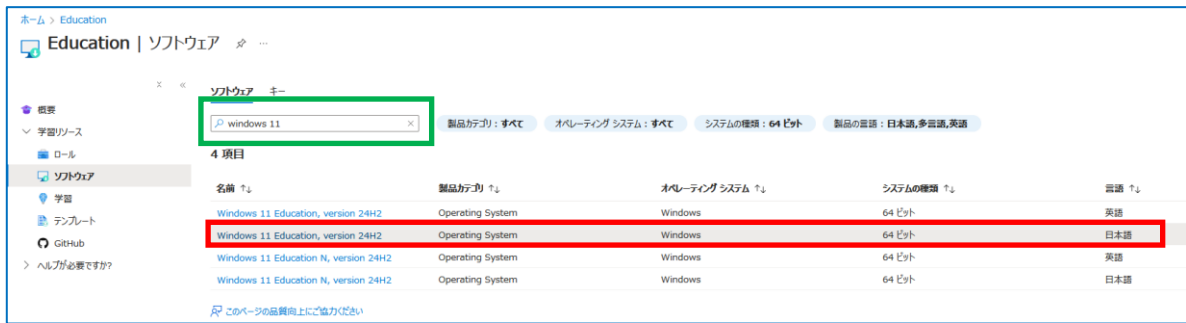 ホーム > Education
Education | ソフトウェア
ソフトウェア キー
概要
学習リソース
ロール
ソフトウェア
学習
テンプレート
GitHub
ヘルプが必要ですか?
windows 11
製品カテゴリ : すべて オペレーティング システム : すべて システムの種類 : 64 ビット 製品の言語 : 日本語,多言語,英語
4 項目
名前 製品カテゴリ オペレーティング システム システムの種類 言語
Windows 11 Education, version 24H2 Operating System Windows 64 ビット 英語
Windows 11 Education, version 24H2 Operating System Windows 64 ビット 日本語
Windows 11 Education N, version 24H2 Operating System Windows 64 ビット 英語
Windows 11 Education N, version 24H2 Operating System Windows 64 ビット 日本語
このページの品質向上にご協力ください